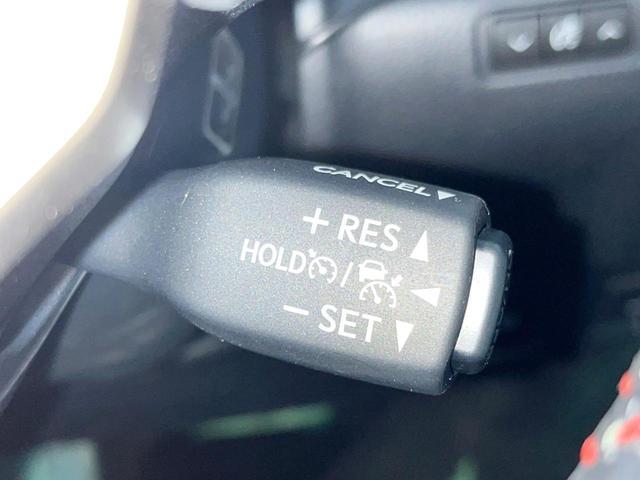 CANCEL▼
+ RES ▲
HOLD / ◀
− SET ▼